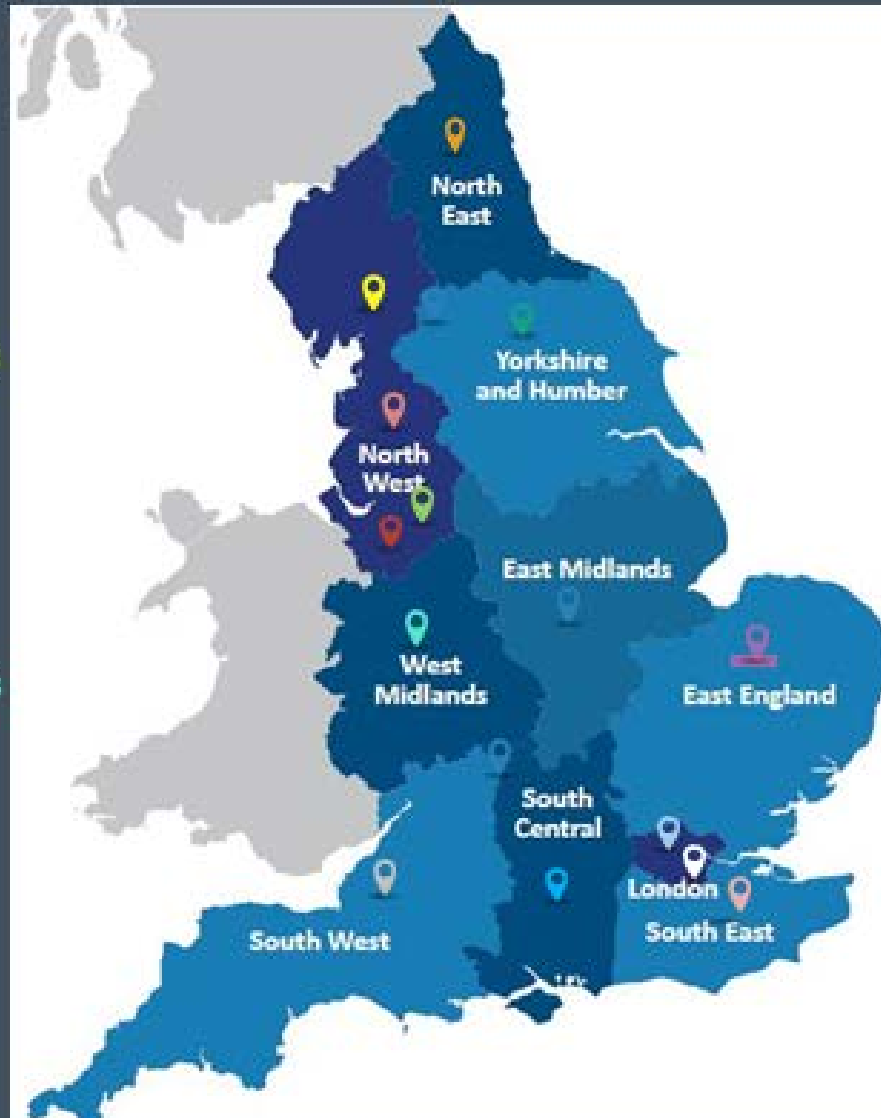 North
East
Yorkshire
and Humber
North
West
East Midlands
West
Midlands
East England
South
Central
London
South East
South West